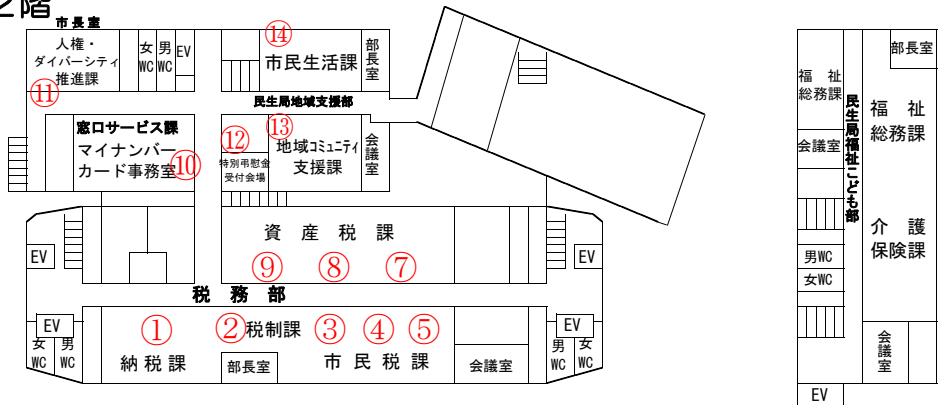 2階
市長室
人権・
ダイバーシティ
推進課
⑪
女
WC
男
WC
EV
⑭
市民生活課
部長室
民生局地域支援部
窓口サービス課
マイナンバー
カード事務室
⑩
⑫
特別弔慰金
受付会場
⑬
地域コミュニティ
支援課
会議室
資産税課
⑨
⑧
⑦
EV
EV
税務部
EV
女
WC
男
WC
①
納税課
②
税制課
部長室
③
④
⑤
市民税課
会議室
EV
男
WC
女
WC
福祉
総務課
会議室
男WC
女WC
EV
民生局福祉こども部
部長室
福祉
総務課
介護
保険課
会議室